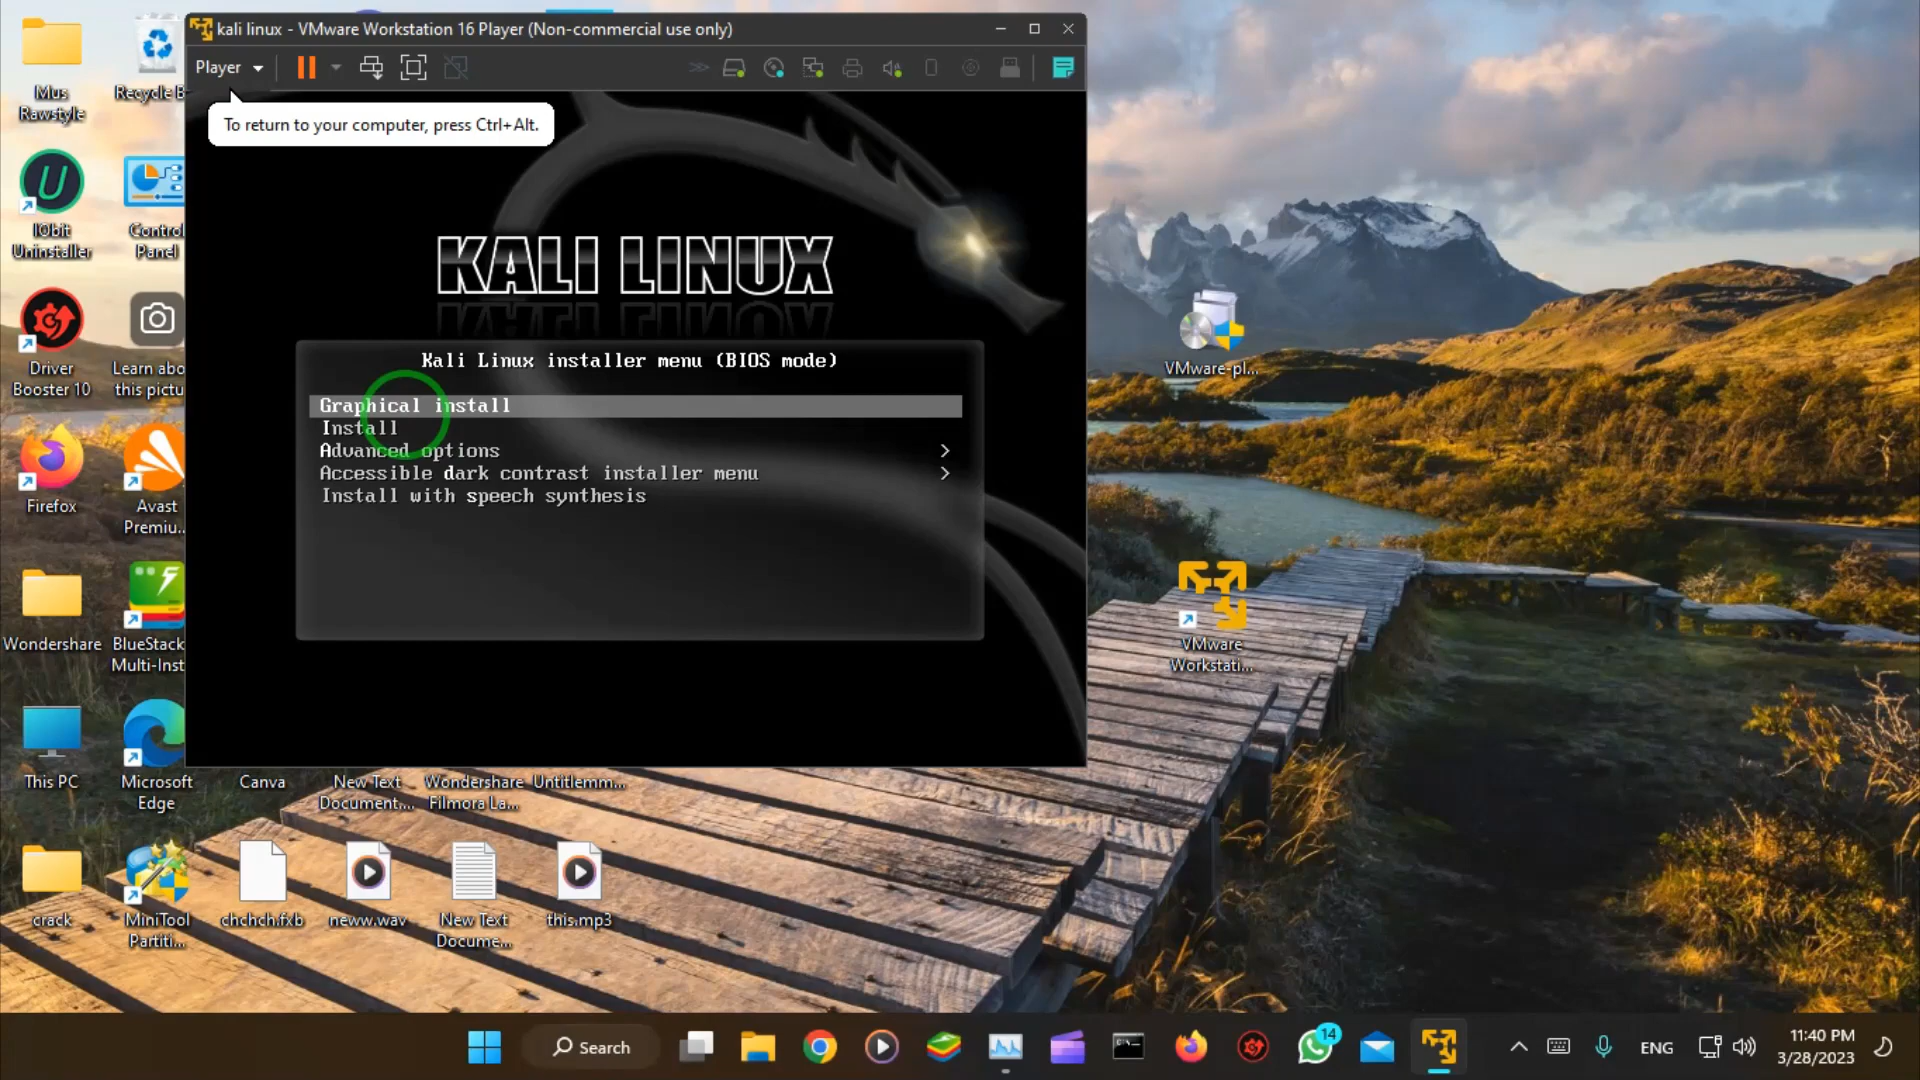 kali linux - VMware Workstation 16 Player (Non-commercial use only)
Player
To return to your computer, press Ctrl+Alt.
KALI LINUX
Kali Linux installer menu (BIOS mode)
Graphical install
Install
Advanced options
Accessible dark contrast installer menu
Install with speech synthesis
Mus
Rawstyle
Recycle B
IObit
Uninstaller
Control
Panel
Driver
Booster 10
Learn abo
this pictu
Firefox
Avast
Premiu...
Wondershare
BlueStack
Multi-Inst
This PC
Microsoft
Edge
Canva
New Text
Document....
Wondershare
Filmora La...
Untitlemm...
crack
MiniTool
Partiti...
chchch.fxb
neww.wav
New Text
Docume...
this.mp3
VMware-pl...
VMware
Workstati...
Search
14
ENG
11:40 PM
3/28/2023